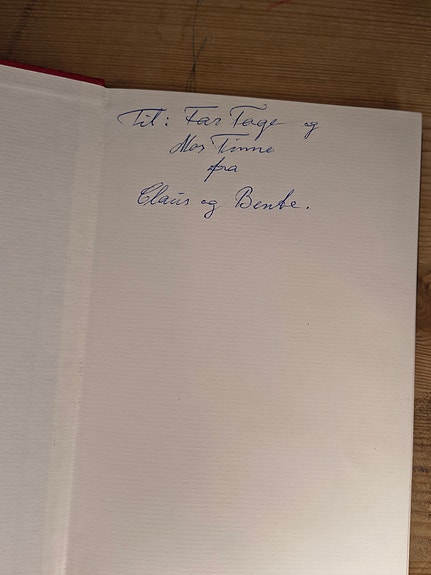 Til: Far Tage og
Mor Tinne
fra
Claus og Bente.